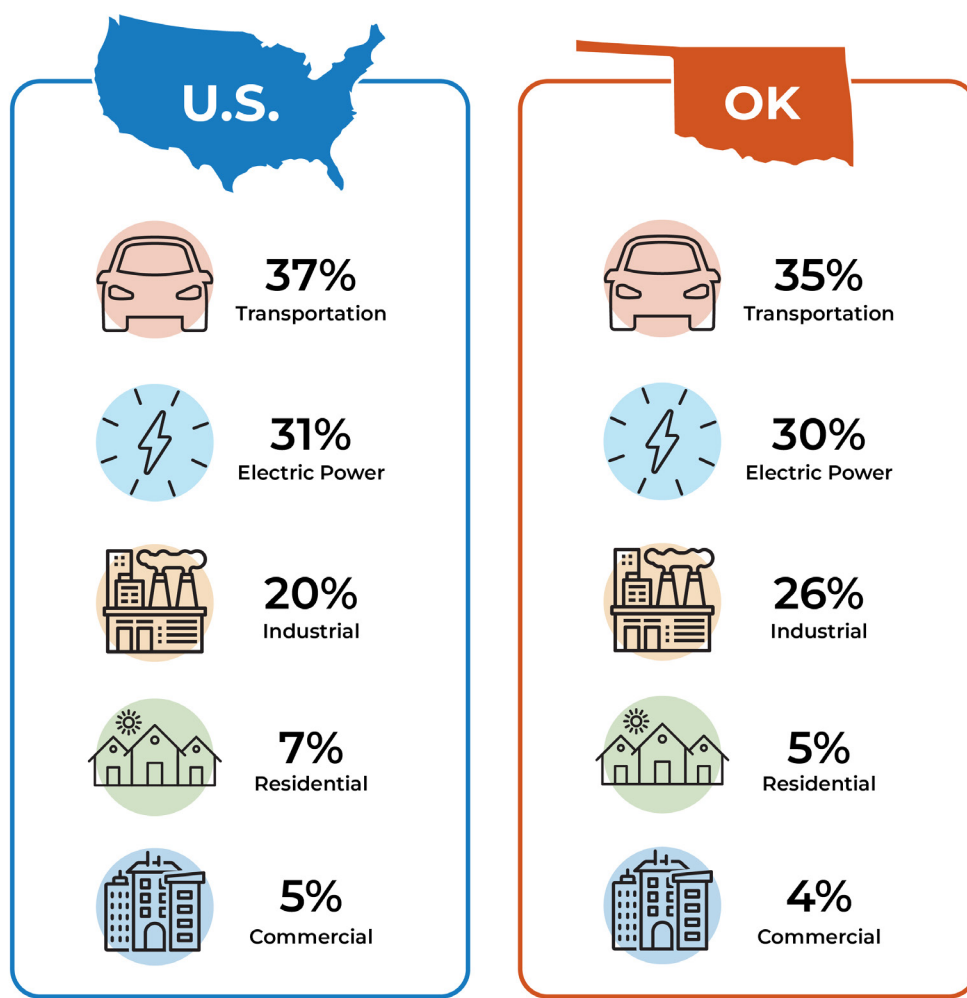 U.S.
37%
Transportation
31%
Electric Power
20%
Industrial
7%
Residential
5%
Commercial
OK
35%
Transportation
30%
Electric Power
26%
Industrial
5%
Residential
4%
Commercial